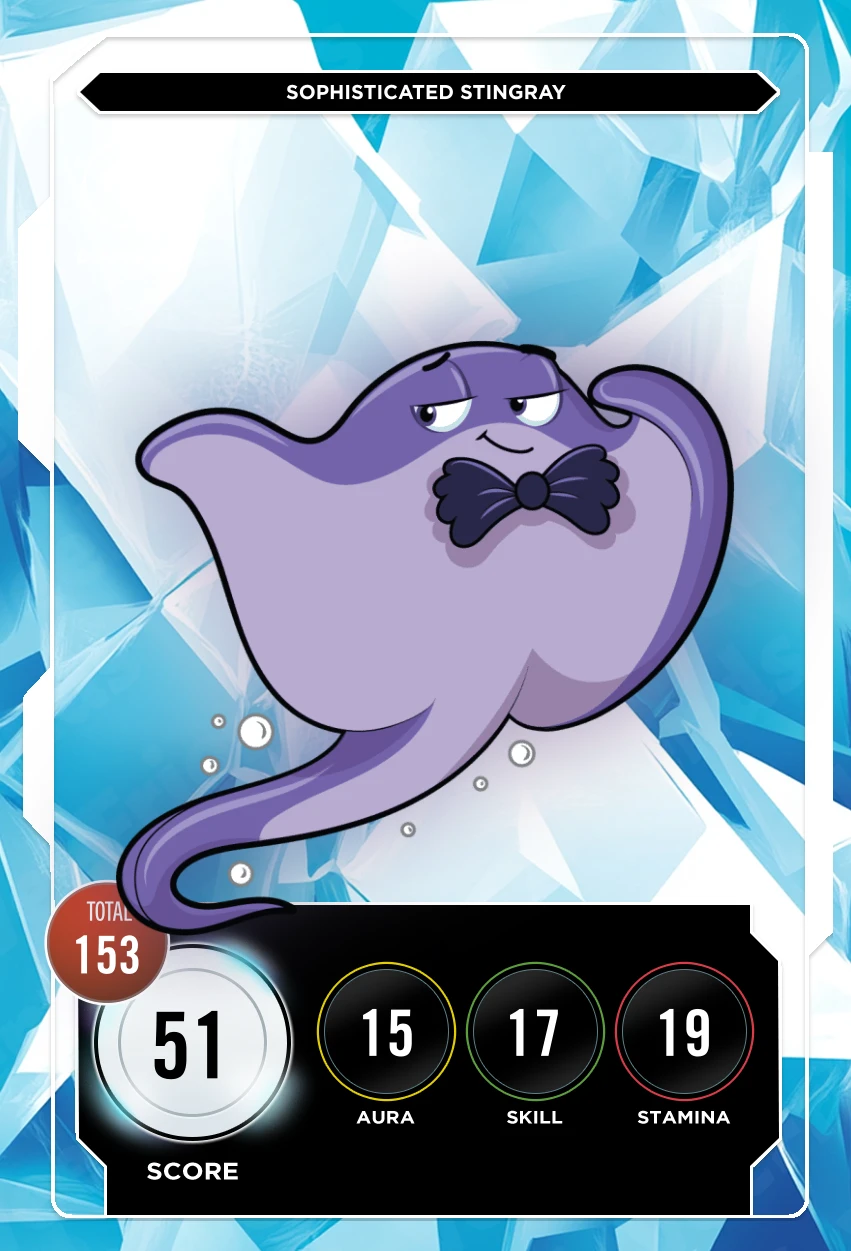 SOPHISTICATED STINGRAY
TOTAL
153
51
SCORE
15
AURA
17
SKILL
19
STAMINA